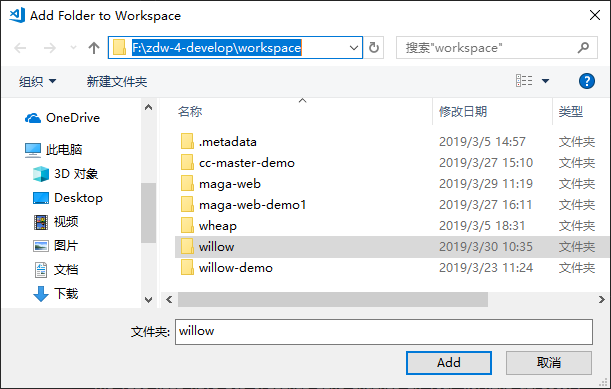 Add Folder to Workspace
F:\zdw-4-develop\workspace
搜索"workspace"
组织
新建文件夹
?
OneDrive
此电脑
3D 对象
Desktop
视频
图片
文档
下载
名称 修改日期 类型
.metadata 2019/3/5 14:57 文件夹
cc-master-demo 2019/3/27 15:10 文件夹
maga-web 2019/3/29 11:19 文件夹
maga-web-demo1 2019/3/27 16:11 文件夹
wheap 2019/3/5 18:31 文件夹
willow 2019/3/30 10:35 文件夹
willow-demo 2019/3/23 11:24 文件夹
文件夹: willow
Add 取消